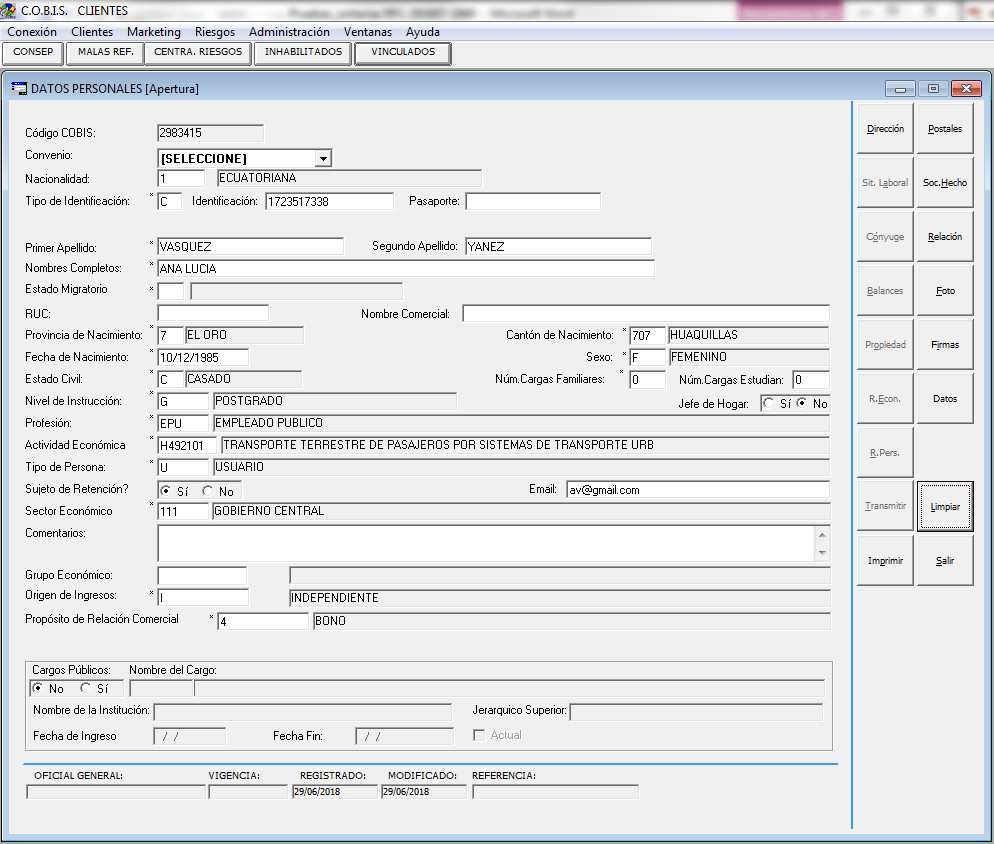 C.O.B.I.S.   CLIENTES
Conexión Clientes Marketing Riesgos Administración Ventanas Ayuda
CONSEP MALAS REF. CENTRA. RIESGOS INHABILITADOS VINCULADOS
DATOS PERSONALES [Apertura]
Código COBIS: 2983415
Convenio: [SELECCIONE]
Nacionalidad: 1 ECUATORIANA
Tipo de Identificación: * C Identificación: 1723517338 Pasaporte:
Primer Apellido: * VASQUEZ Segundo Apellido: YANEZ
Nombres Completos: * ANA LUCIA
Estado Migratorio *
RUC: Nombre Comercial:
Provincia de Nacimiento: * 7 EL ORO Cantón de Nacimiento: * 707 HUAQUILLAS
Fecha de Nacimiento: * 10/12/1985 Sexo: * F FEMENINO
Estado Civil: * C CASADO Núm.Cargas Familiares: * 0 Núm.Cargas Estudian: 0
Nivel de Instrucción: * G POSTGRADO Jefe de Hogar: Sí No
Profesión: * EPU EMPLEADO PUBLICO
Actividad Económica * H492101 TRANSPORTE TERRESTRE DE PASAJEROS POR SISTEMAS DE TRANSPORTE URB
Tipo de Persona: * U USUARIO
Sujeto de Retención? Sí No Email: av@gmail.com
Sector Económico * 111 GOBIERNO CENTRAL
Comentarios:
Grupo Económico:
Origen de Ingresos: * I INDEPENDIENTE
Propósito de Relación Comercial * 4 BONO
Cargos Públicos: Nombre del Cargo:
No Sí
Nombre de la Institución: Jerarquico Superior:
Fecha de Ingreso / / Fecha Fin: / / Actual
OFICIAL GENERAL: VIGENCIA: REGISTRADO: MODIFICADO: REFERENCIA:
29/06/2018 29/06/2018
Dirección Postales
Sit. Laboral Soc.Hecho
Cónyuge Relación
Balances Foto
Propiedad Firmas
R.Econ. Datos
R.Pers.
Transmitir Limpiar
Imprimir Salir